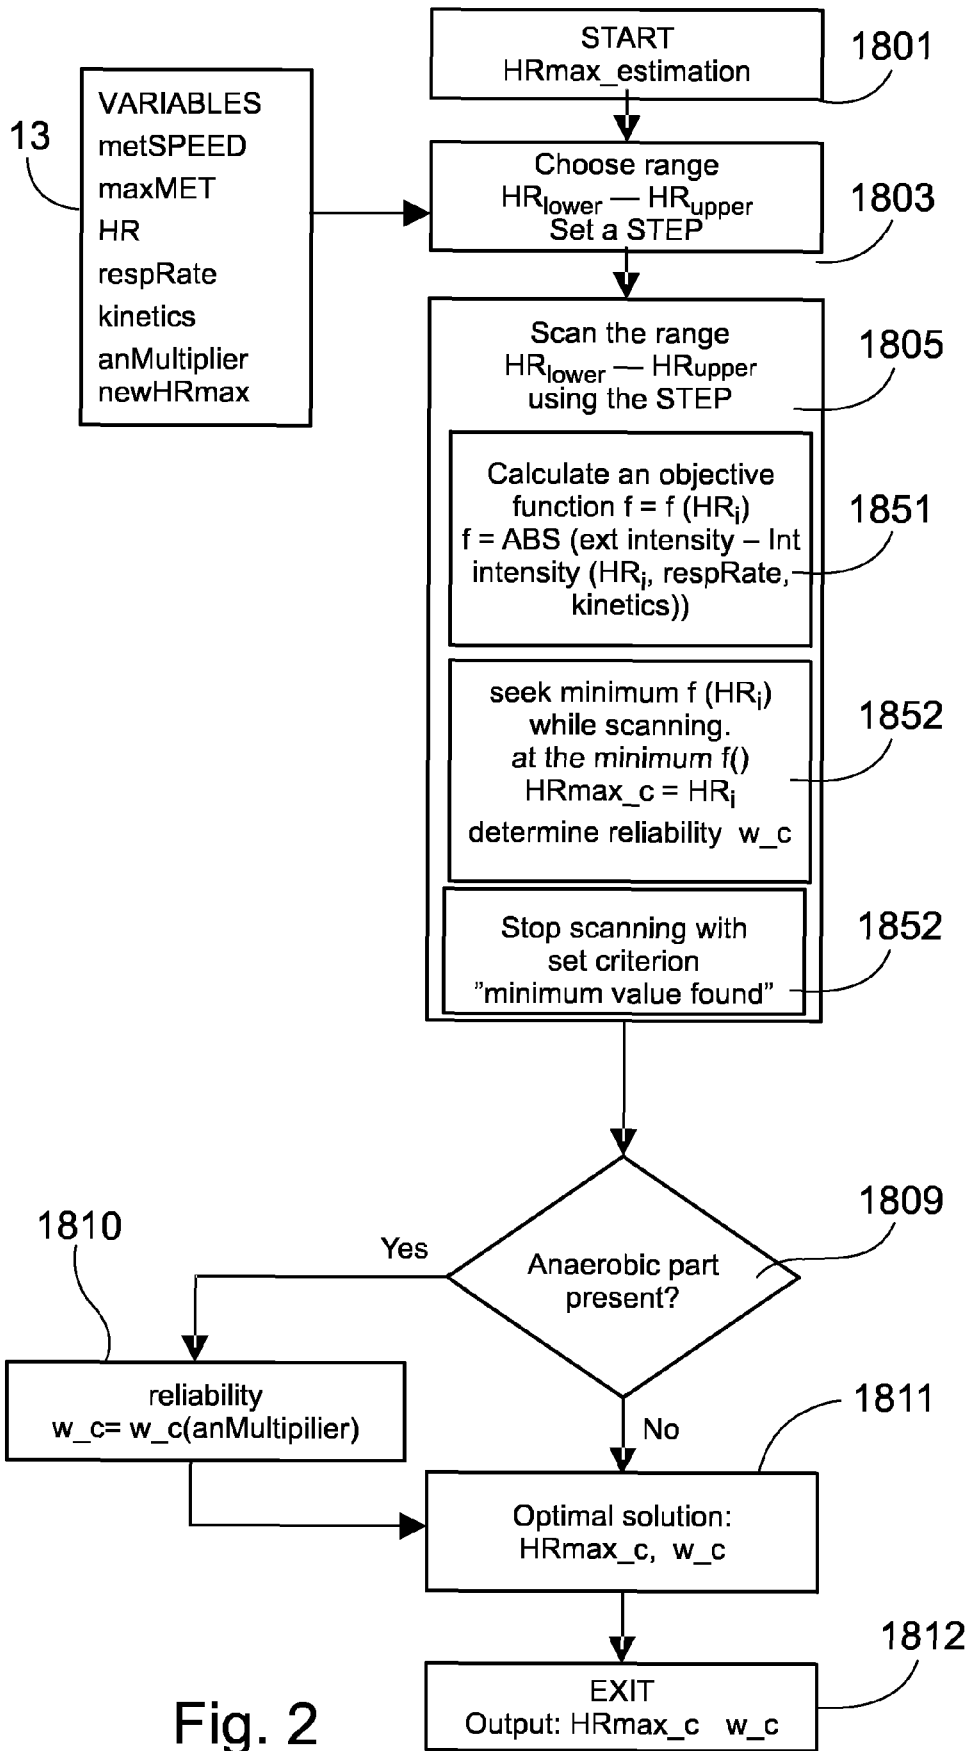 START
HRmax_estimation
1801
VARIABLES
metSPEED
maxMET
HR
respRate
kinetics
anMultiplier
newHRmax
13
Choose range
HRlower — HRupper
Set a STEP
1803
Scan the range
HRlower — HRupper
using the STEP
1805
Calculate an objective
function f = f (HRi)
f = ABS (ext intensity – Int
intensity (HRi, respRate,
kinetics))
1851
seek minimum f (HRi)
while scanning.
at the minimum f()
HRmax_c = HRi
determine reliability w_c
1852
Stop scanning with
set criterion
”minimum value found”
1852
Anaerobic part
present?
1809
Yes
No
1810
reliability
w_c= w_c(anMultipilier)
1811
Optimal solution:
HRmax_c, w_c
1812
EXIT
Output: HRmax_c w_c
Fig. 2